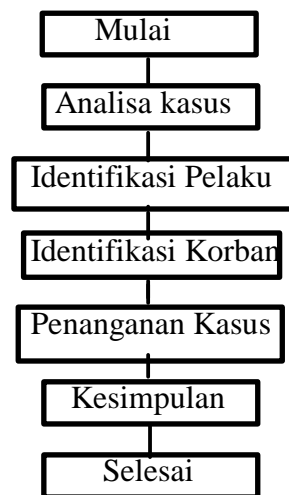 Mulai
Analisa kasus
Identifikasi Pelaku
Identifikasi Korban
Penanganan Kasus
Kesimpulan
Selesai